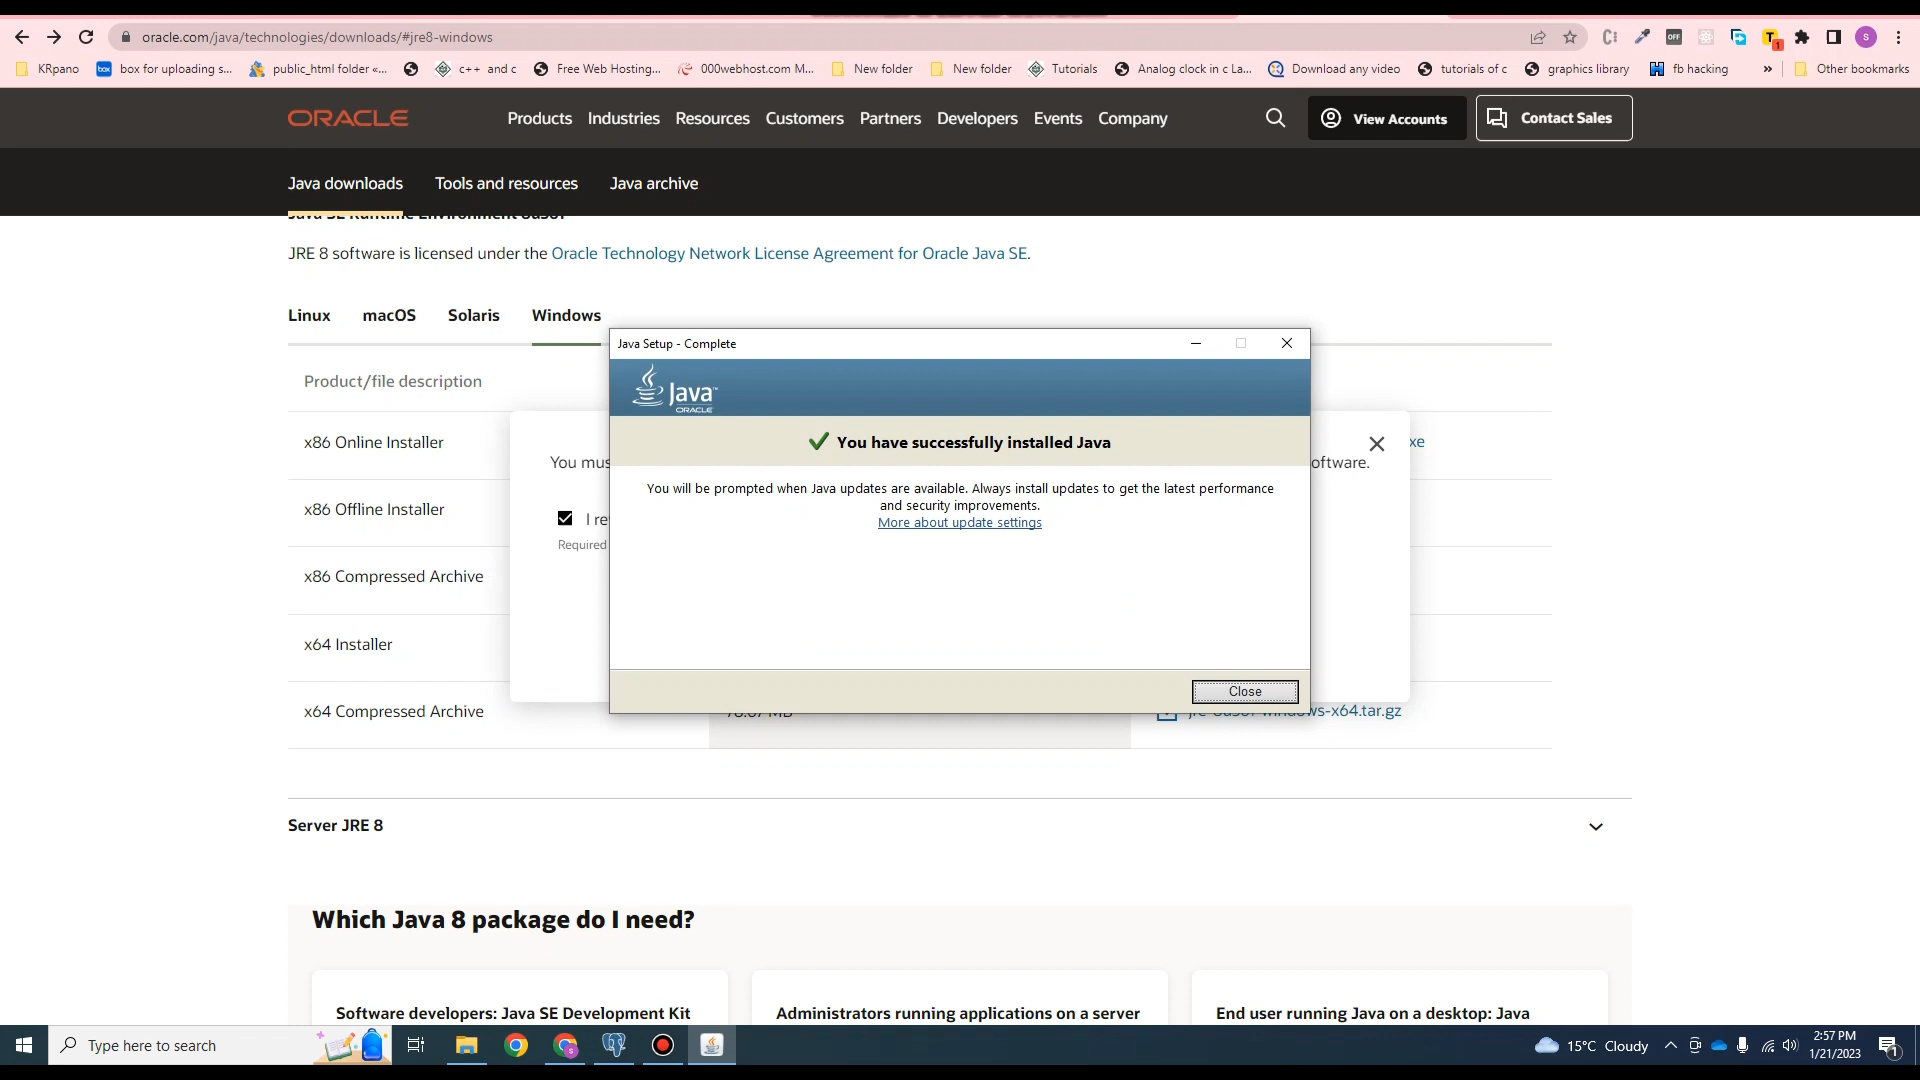 oracle.com/java/technologies/downloads/#jre8-windows
S
KRpano
box for uploading s...
public_html folder «...
c++ and c
Free Web Hosting...
000webhost.com M...
New folder
New folder
Tutorials
Analog clock in c La...
Download any video
tutorials of c
graphics library
fb hacking
»
Other bookmarks
ORACLE
Products
Industries
Resources
Customers
Partners
Developers
Events
Company
View Accounts
Contact Sales
Java downloads
Tools and resources
Java archive
JRE 8 software is licensed under the Oracle Technology Network License Agreement for Oracle Java SE.
Linux
macOS
Solaris
Windows
Product/file description
x86 Online Installer
x86 Offline Installer
x86 Compressed Archive
x64 Installer
x64 Compressed Archive
You mus
oftware.
xe
I re
Required
Java Setup - Complete
Java™
ORACLE
You have successfully installed Java
You will be prompted when Java updates are available. Always install updates to get the latest performance
and security improvements.
More about update settings
Close
Server JRE 8
Which Java 8 package do I need?
Software developers: Java SE Development Kit
Administrators running applications on a server
End user running Java on a desktop: Java
Type here to search
15°C Cloudy
2:57 PM
1/21/2023
1